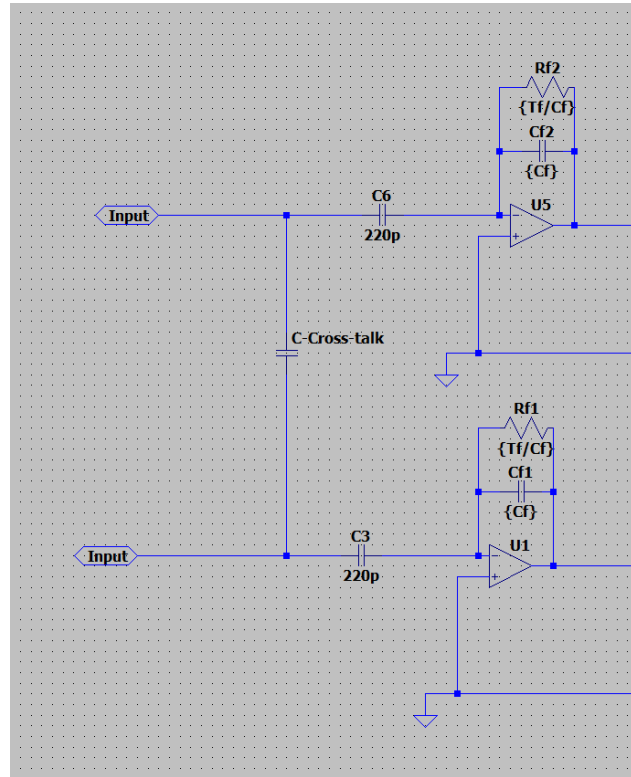 Rf2
{Tf/Cf}
Cf2
{Cf}
C6
U5
Input
220p
C-Cross-talk
Rf1
{Tf/Cf}
Cf1
{Cf}
C3
U1
Input
220p